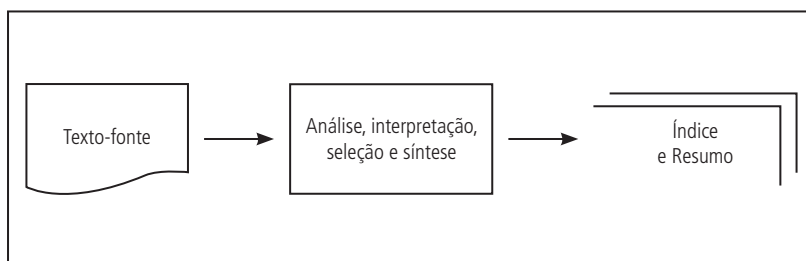 Texto-fonte
Análise, interpretação,
seleção e síntese
Índice
e Resumo